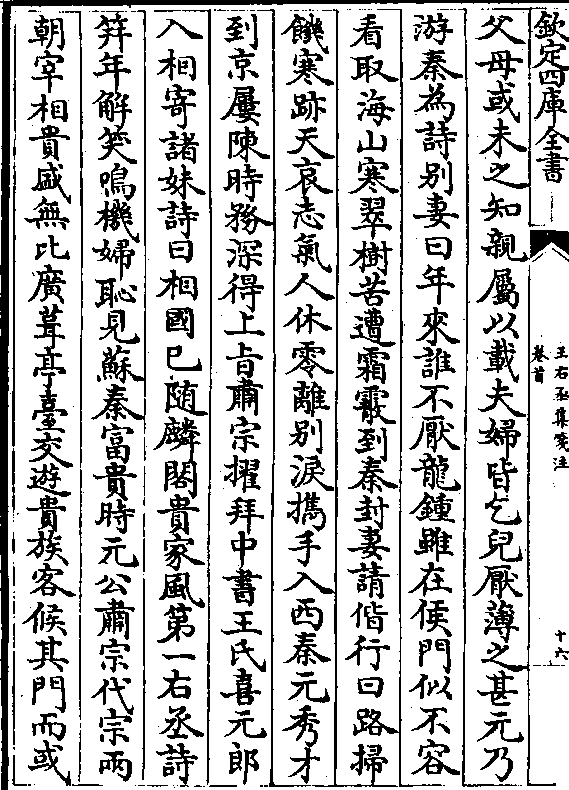 欽定四庫全書
王右丞集箋注
卷首
十六
父母或未之知親屬以載夫婦皆乞兒厭薄之甚元乃
游秦為詩别妻曰年來誰不厭龍鍾雖在侯門似不容
看取海山寒翠樹苦遭霜霰到秦封妻請偕行曰路掃
饑寒跡天哀志氣人休零離别淚攜手入西秦元秀才
到京屢陳時務深得上旨肅宗擢拜中書王氏喜元郎
入相寄諸妹詩曰相國已随麟閣貴家風第一右丞詩
筓年解笑鳴機婦恥見蘇秦富貴時元公肅宗代宗兩
朝宰相貴盛無比廣葺亭臺交遊貴族客候其門而或